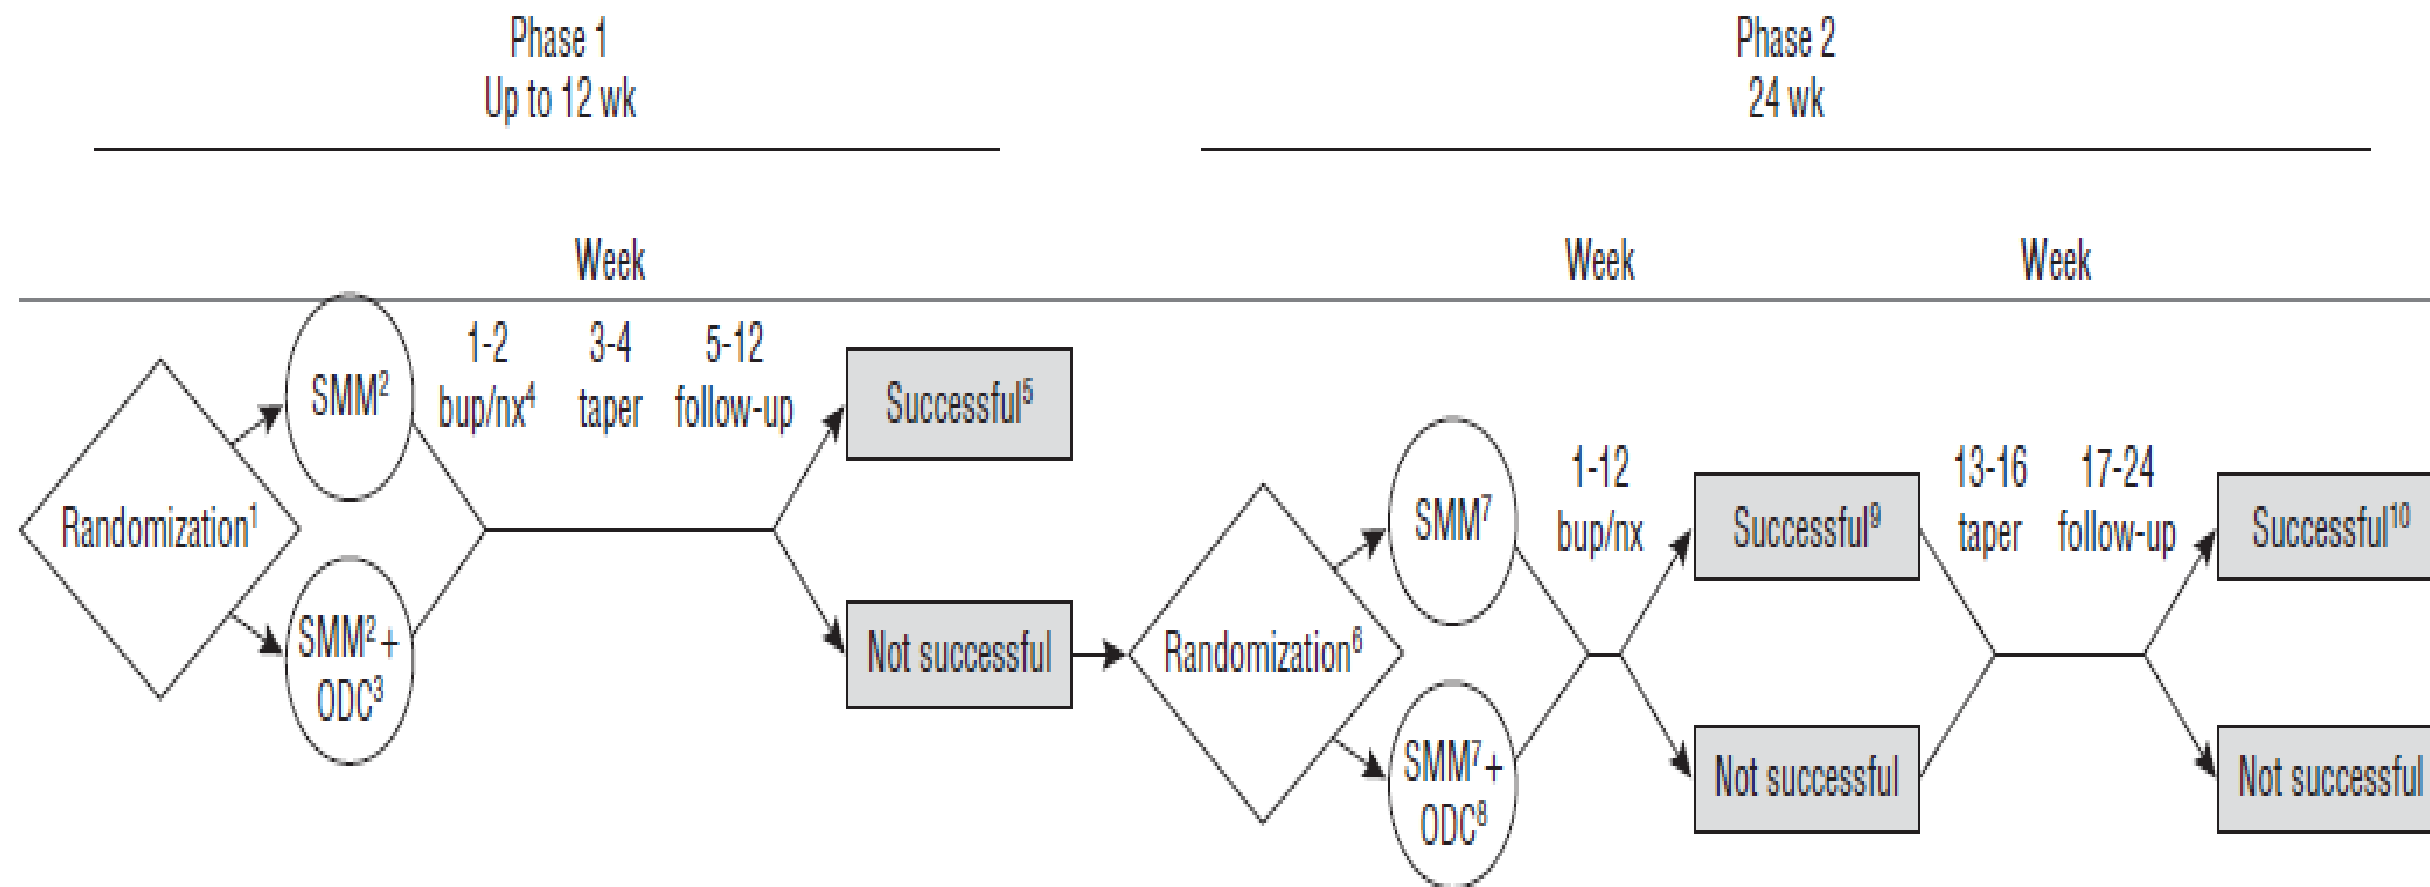 Phase 1
Up to 12 wk
Phase 2
24 wk
Week
Week
Week
Randomization¹
SMM²
SMM² +
ODC³
1-2
bup/nx⁴
3-4
taper
5-12
follow-up
Successful⁵
Not successful
Randomization⁶
SMM⁷
SMM⁷ +
ODC⁸
1-12
bup/nx
Successful⁹
Not successful
13-16
taper
17-24
follow-up
Successful¹⁰
Not successful